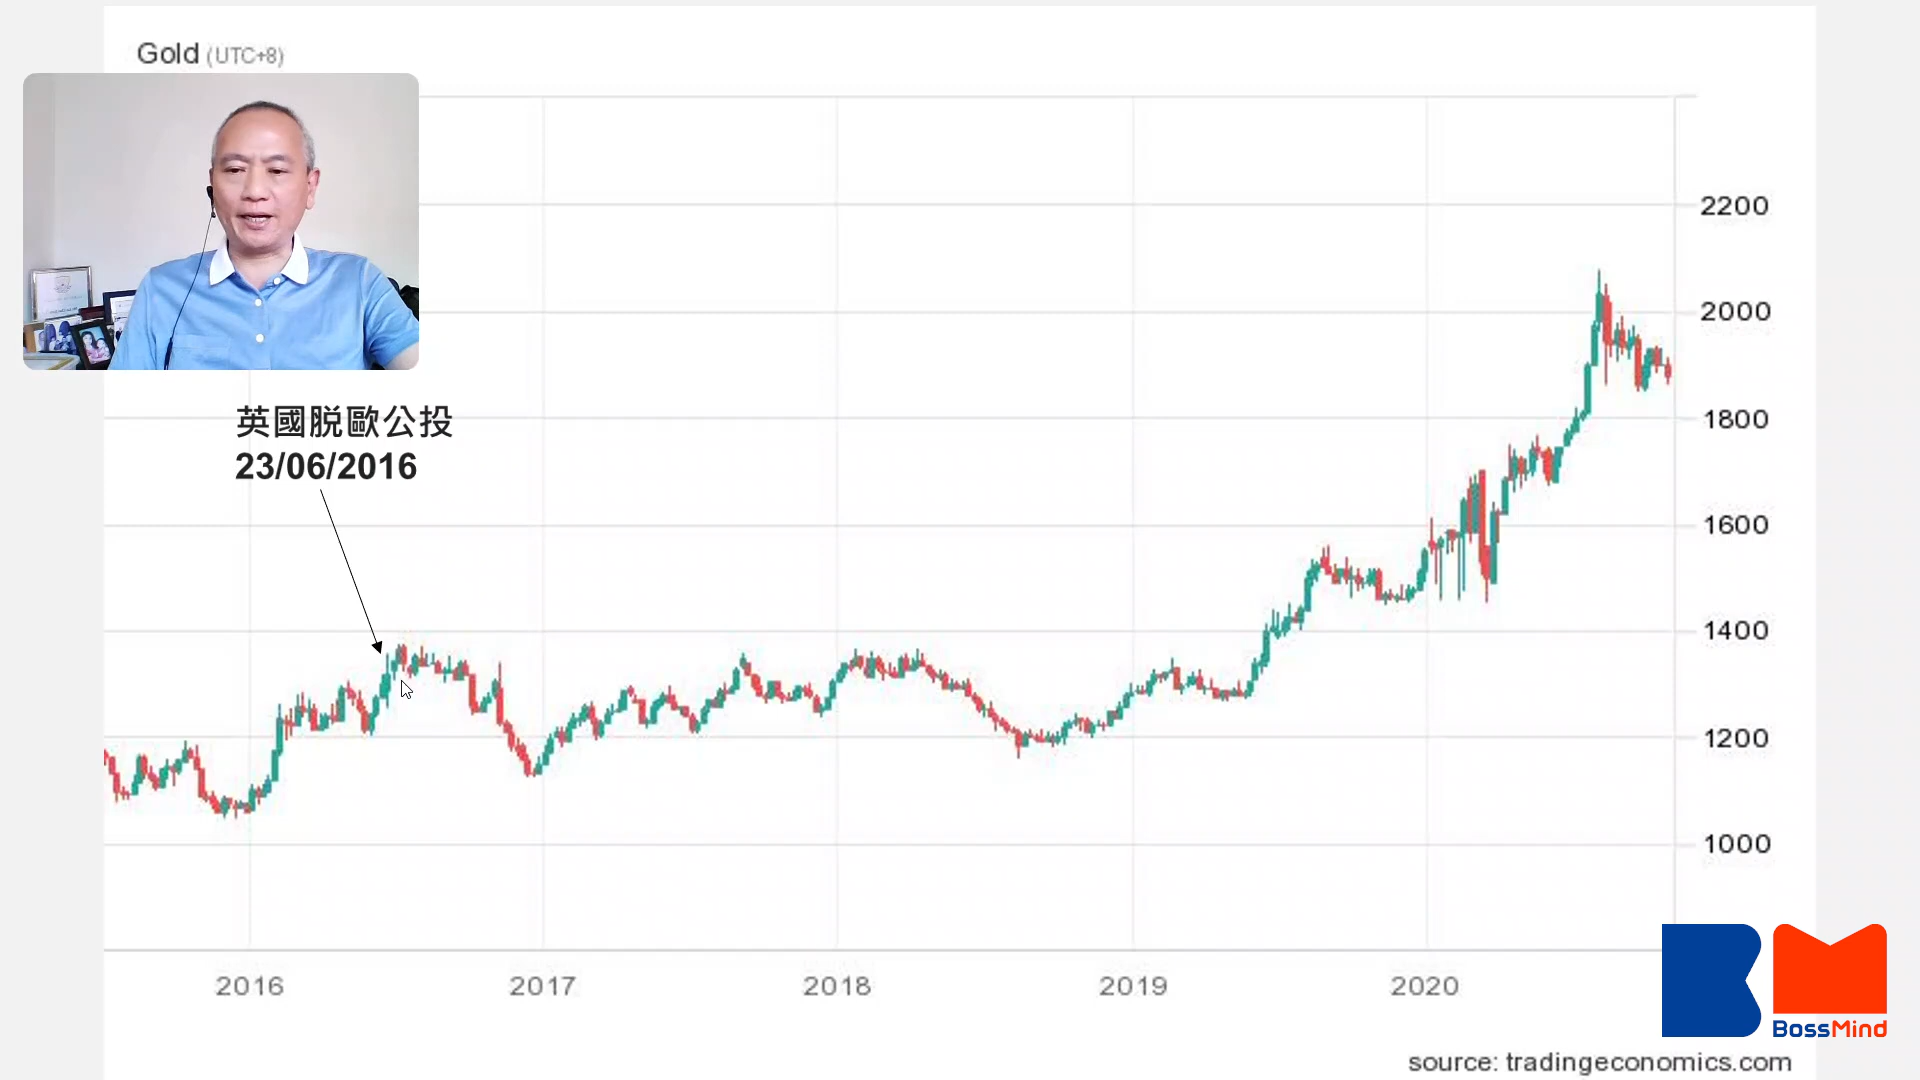 Gold (UTC+8)
英國脱歐公投
23/06/2016
2200
2000
1800
1600
1400
1200
1000
2016 2017 2018 2019 2020
BossMind
source: tradingeconomics.com